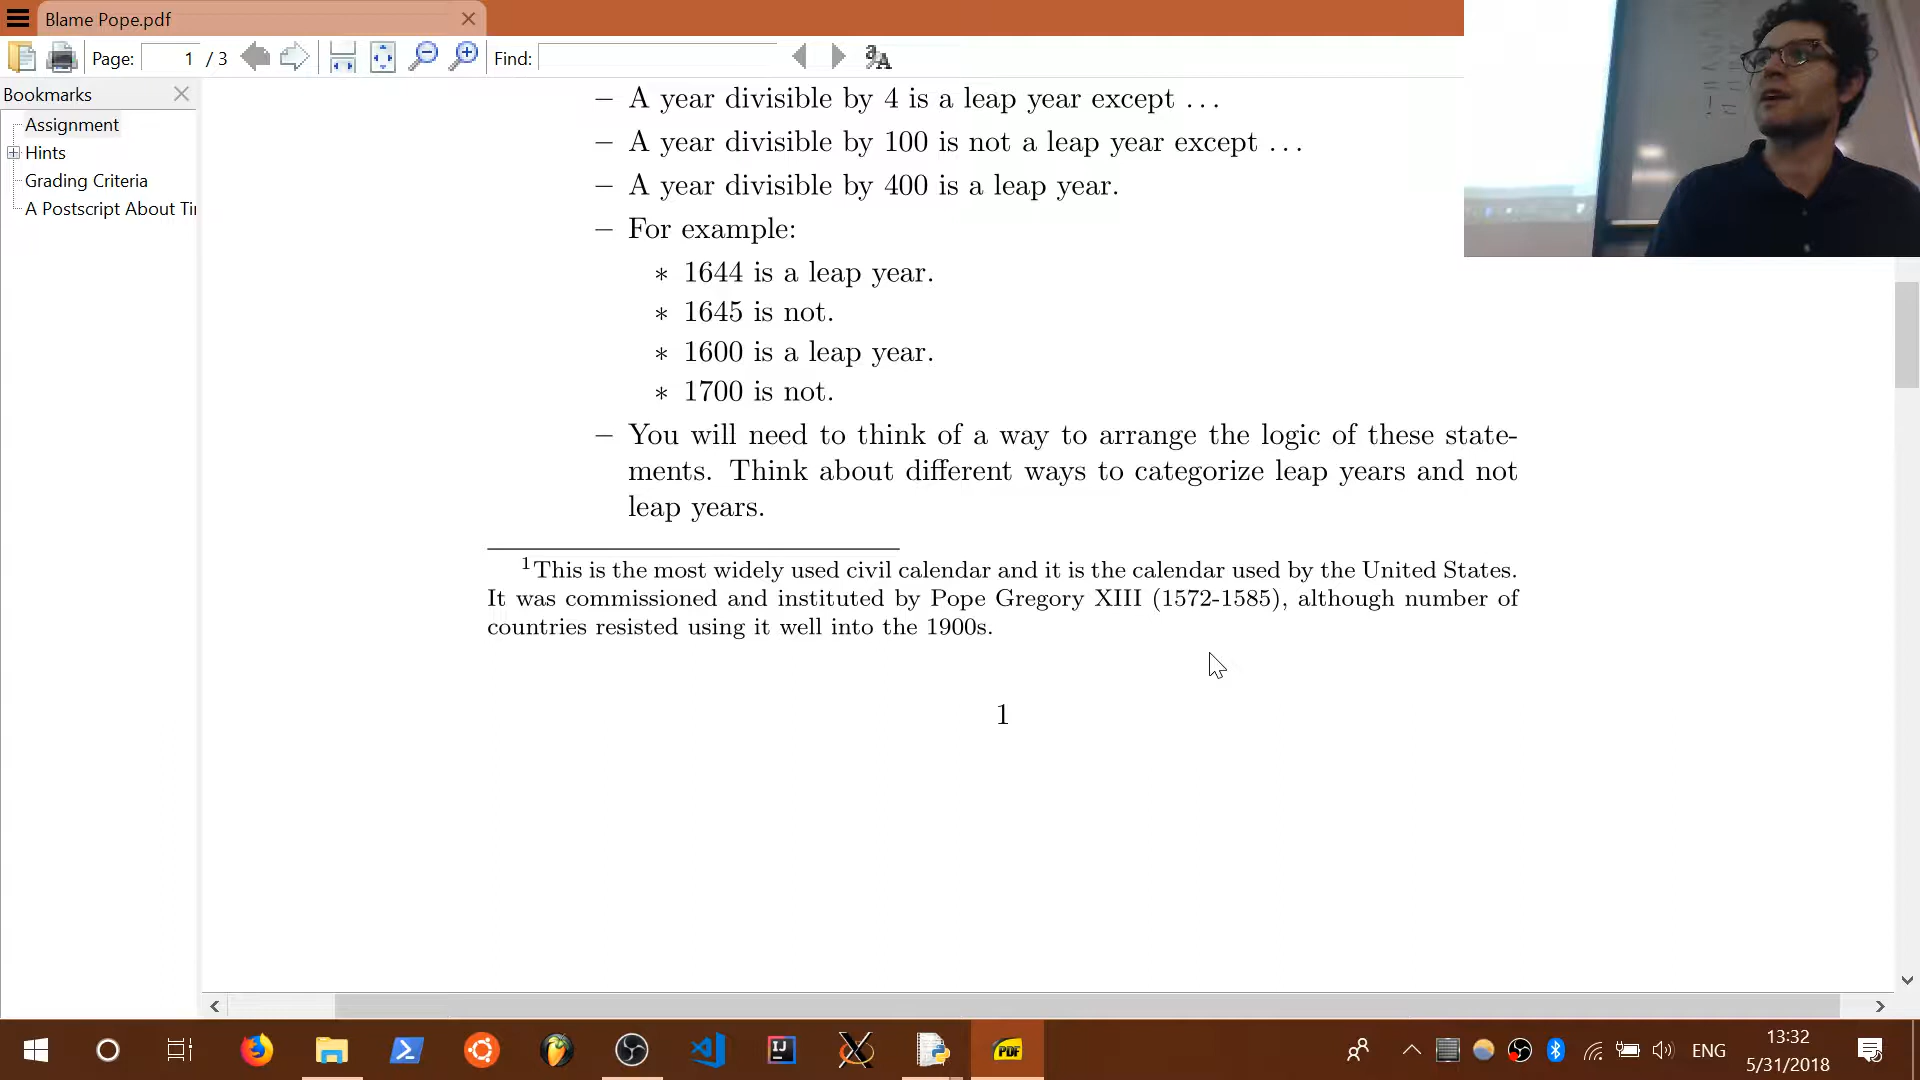 Blame Pope.pdf
Page: 1 / 3 Find:
Bookmarks
Assignment
Hints
Grading Criteria
A Postscript About Ti
– A year divisible by 4 is a leap year except ...
– A year divisible by 100 is not a leap year except ...
– A year divisible by 400 is a leap year.
– For example:
* 1644 is a leap year.
* 1645 is not.
* 1600 is a leap year.
* 1700 is not.
– You will need to think of a way to arrange the logic of these state-
ments. Think about different ways to categorize leap years and not
leap years.
1 This is the most widely used civil calendar and it is the calendar used by the United States.
It was commissioned and instituted by Pope Gregory XIII (1572-1585), although number of
countries resisted using it well into the 1900s.
1
IJ
PDF
ENG
13:32
5/31/2018